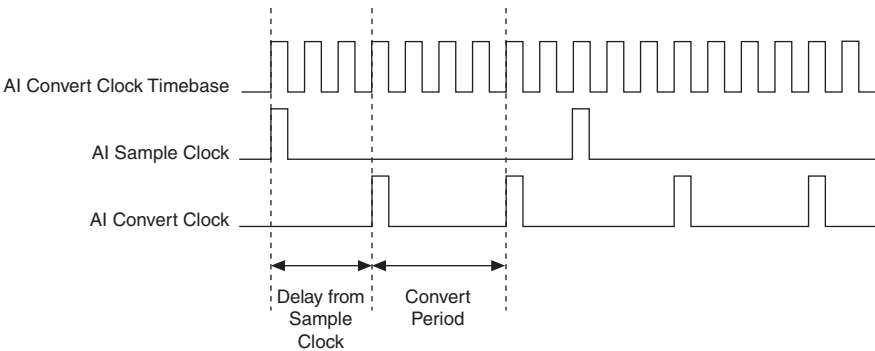 AI Convert Clock Timebase
AI Sample Clock
AI Convert Clock
Delay from
Sample
Clock
Convert
Period